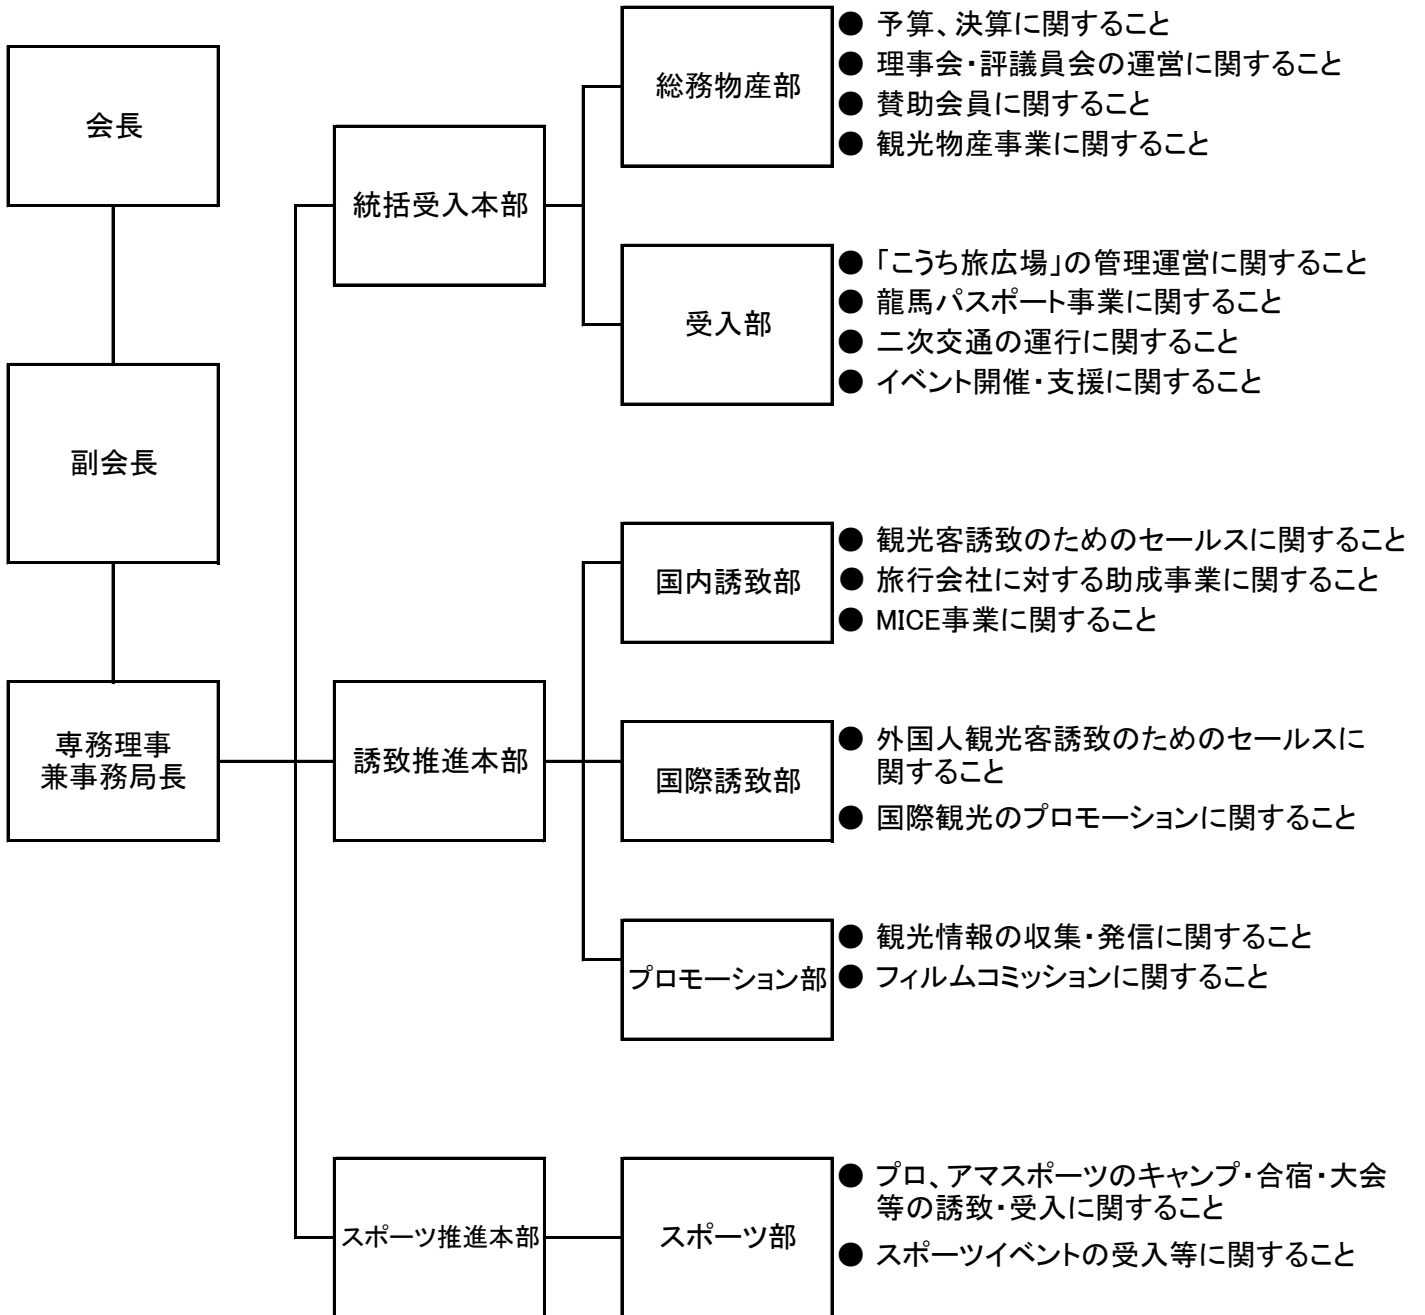 会長
副会長
専務理事
兼事務局長
統括受入本部
総務物産部
● 予算、決算に関すること
● 理事会・評議員会の運営に関すること
● 賛助会員に関すること
● 観光物産事業に関すること
受入部
● 「こうち旅広場」の管理運営に関すること
● 龍馬パスポート事業に関すること
● 二次交通の運行に関すること
● イベント開催・支援に関すること
誘致推進本部
国内誘致部
● 観光客誘致のためのセールスに関すること
● 旅行会社に対する助成事業に関すること
● MICE事業に関すること
国際誘致部
● 外国人観光客誘致のためのセールスに
関すること
● 国際観光のプロモーションに関すること
プロモーション部
● 観光情報の収集・発信に関すること
● フィルムコミッションに関すること
スポーツ推進本部
スポーツ部
● プロ、アマスポーツのキャンプ・合宿・大会
等の誘致・受入に関すること
● スポーツイベントの受入等に関すること